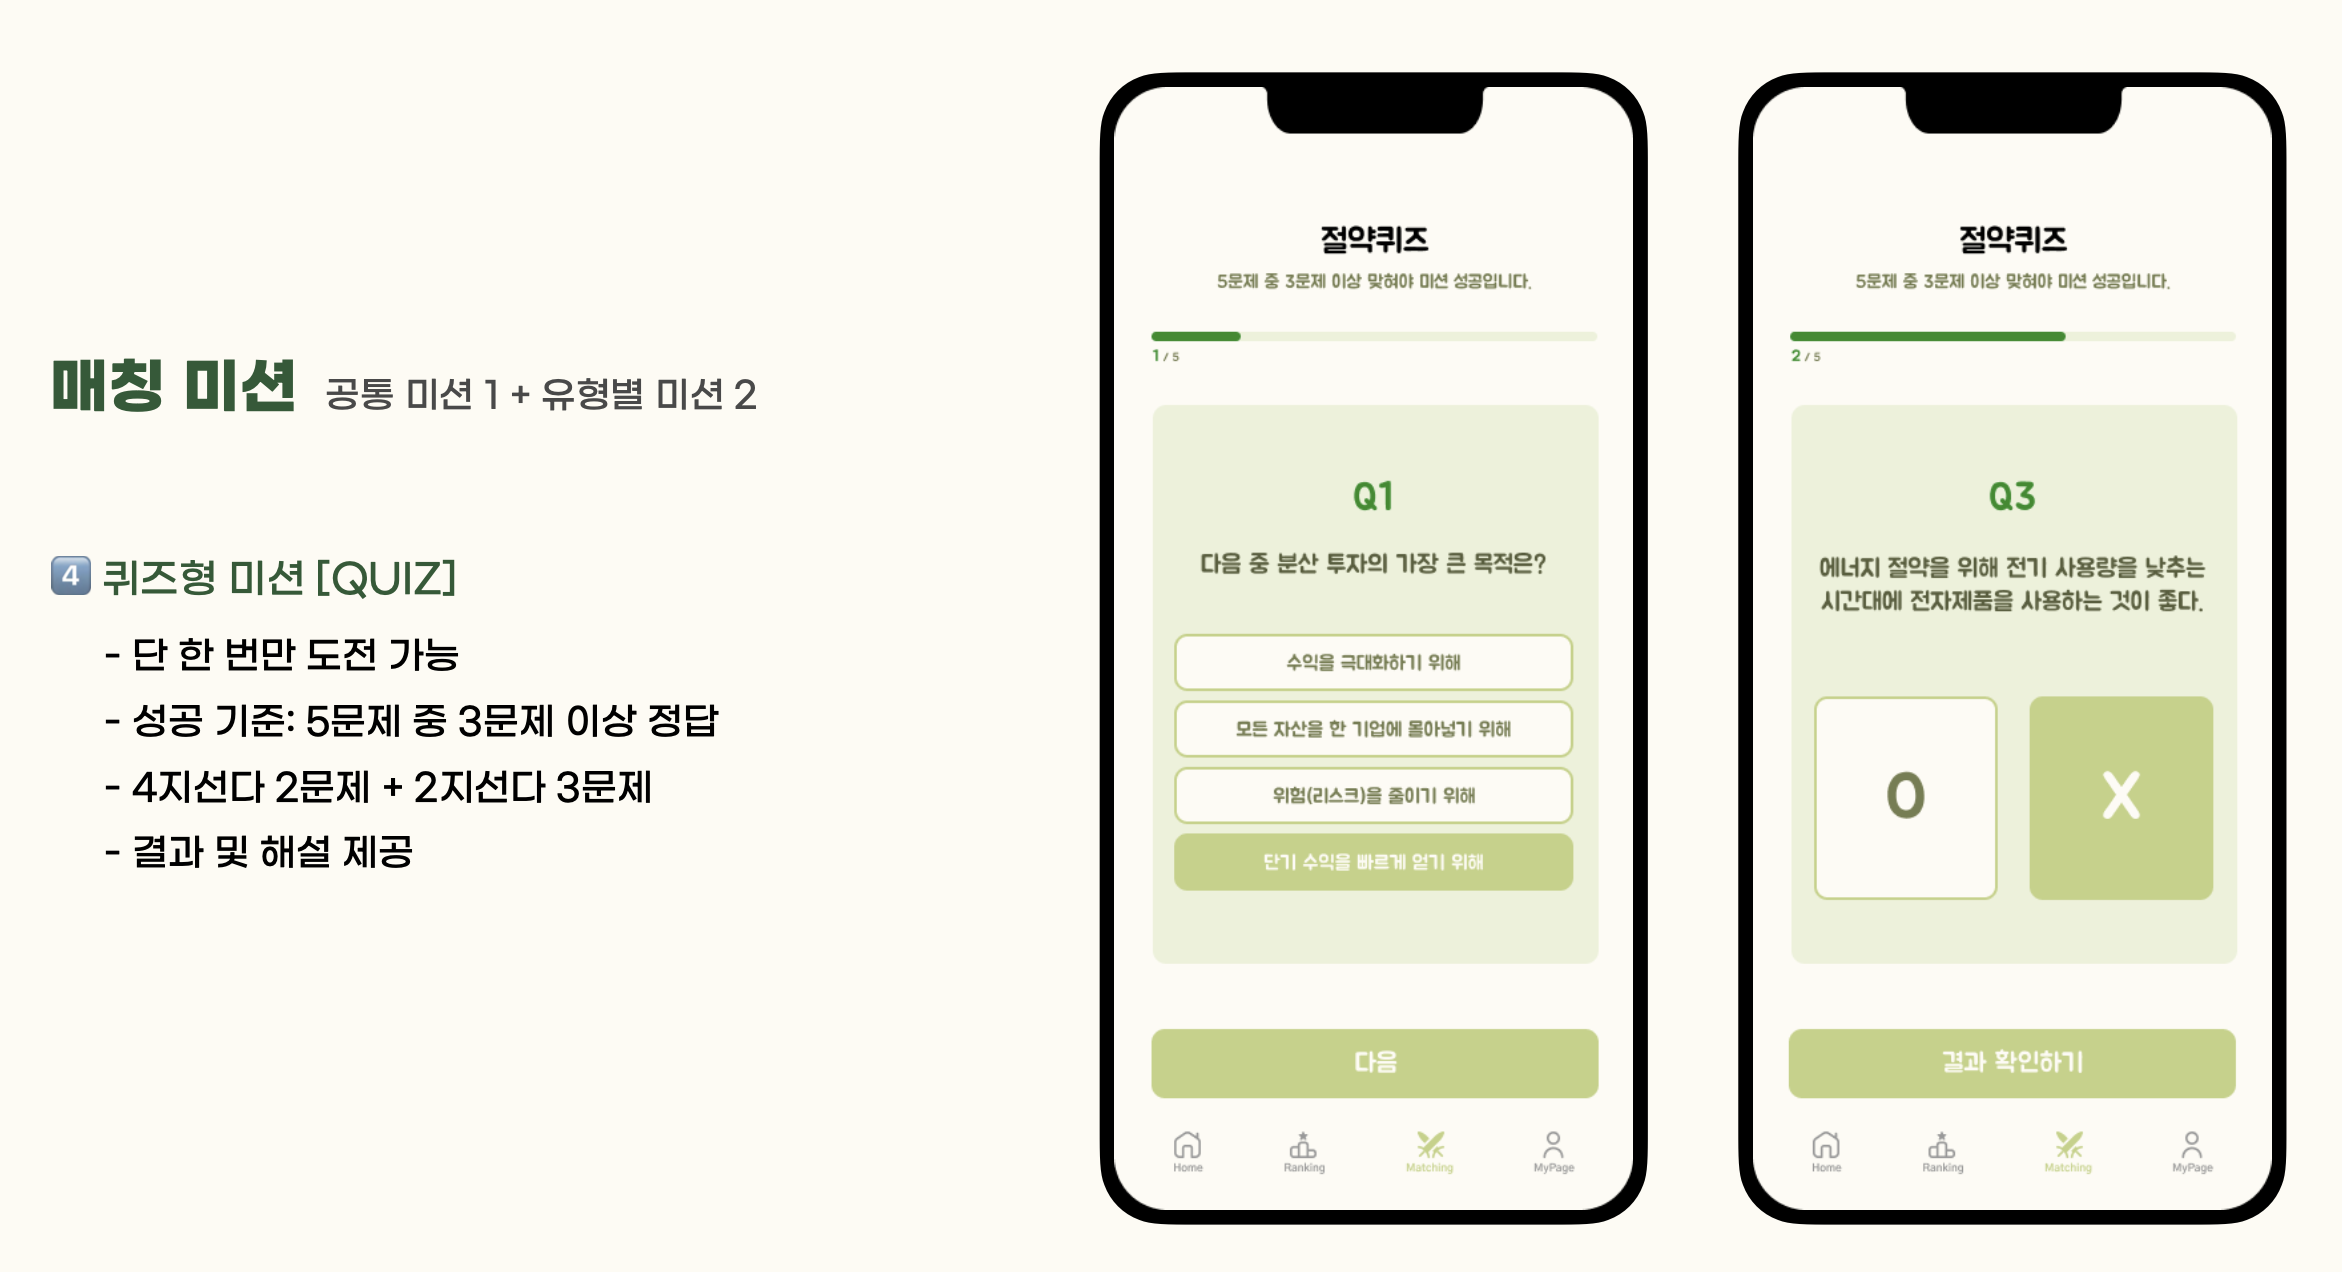 매칭 미션 공통 미션 1 + 유형별 미션 2
4 퀴즈형 미션 [QUIZ]
- 단 한 번만 도전 가능
- 성공 기준: 5문제 중 3문제 이상 정답
- 4지선다 2문제 + 2지선다 3문제
- 결과 및 해설 제공
절약퀴즈
5문제 중 3문제 이상 맞혀야 미션 성공입니다.
1 / 5
Q1
다음 중 분산 투자의 가장 큰 목적은?
수익을 극대화하기 위해
모든 자산을 한 기업에 몰아넣기 위해
위험(리스크)을 줄이기 위해
단기 수익을 빠르게 얻기 위해
다음
Home Ranking Matching MyPage
절약퀴즈
5문제 중 3문제 이상 맞혀야 미션 성공입니다.
2 / 5
Q3
에너지 절약을 위해 전기 사용량을 낮추는
시간대에 전자제품을 사용하는 것이 좋다.
O X
결과 확인하기
Home Ranking Matching MyPage